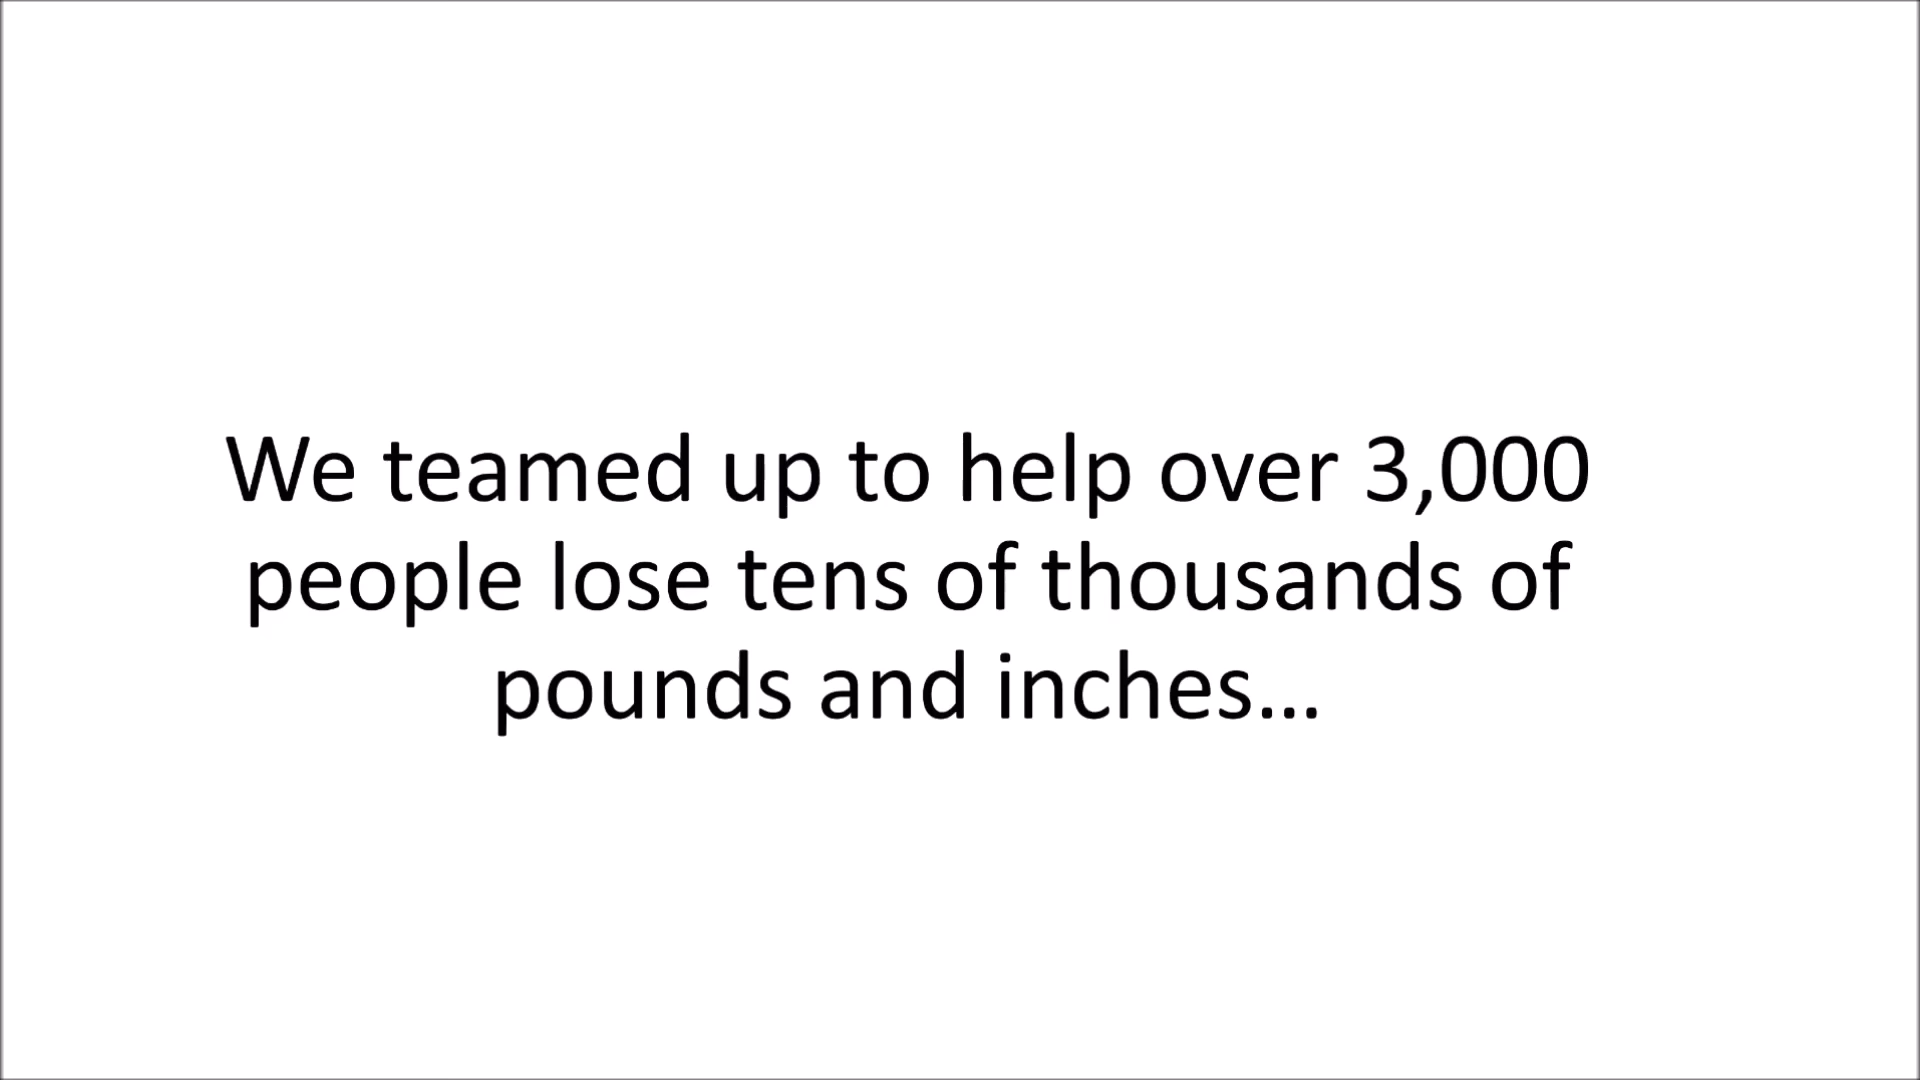 We teamed up to help over 3,000
people lose tens of thousands of
pounds and inches...